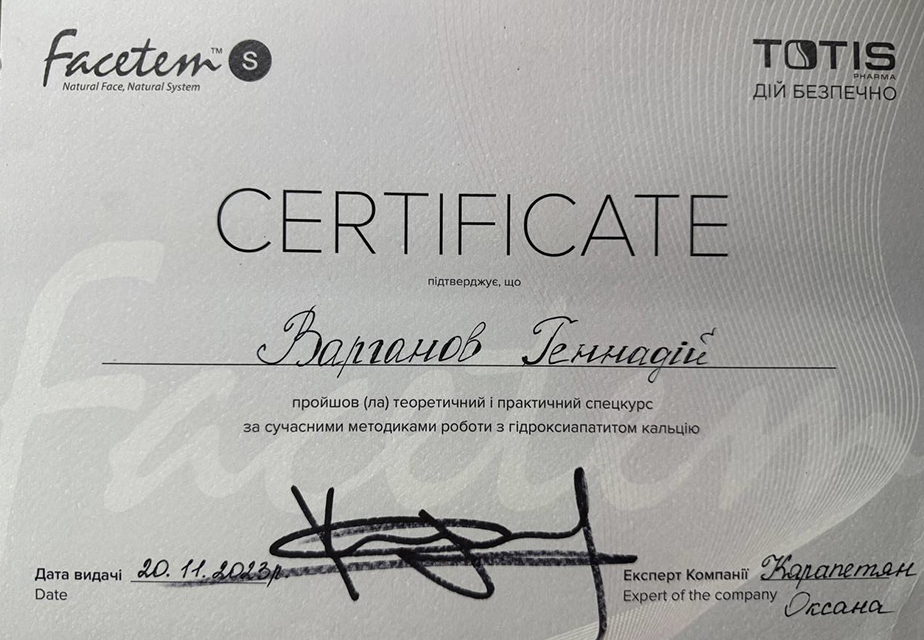 Facetem™ S
Natural Face, Natural System
TOTIS
PHARMA
ДІЙ БЕЗПЕЧНО
CERTIFICATE
підтверджує, що
Варганов Геннадій
пройшов (ла) теоретичний і практичний спецкурс
за сучасними методиками роботи з гідроксиапатитом кальцію
Дата видачі 20.11.2023р.
Date
Експерт Компанії Карапетян
Expert of the company Оксана
Facetem